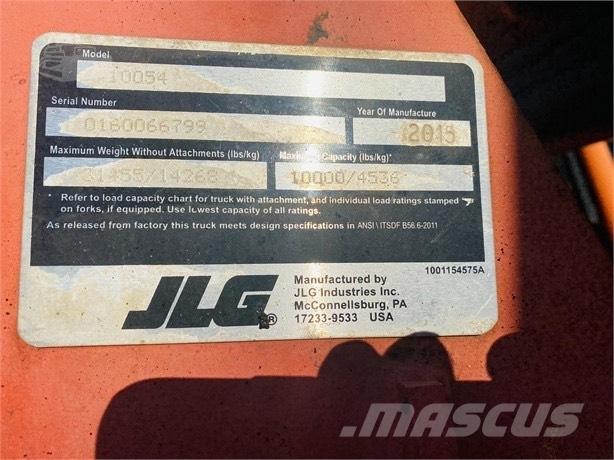 Model
10054
Serial Number
0160066799
Year Of Manufacture
2015
Maximum Weight Without Attachments (lbs/kg)
31455/14268
Maximum Capacity (lbs/kg)*
10000/4536
* Refer to load capacity chart for truck with attachment, and individual load ratings stamped
on forks, if equipped. Use lowest capacity of all ratings.
As released from factory this truck meets design specifications in ANSI \ ITSDF B56.6-2011
JLG®
Manufactured by
JLG Industries Inc.
McConnellsburg, PA
17233-9533 USA
1001154575A
MASCUS